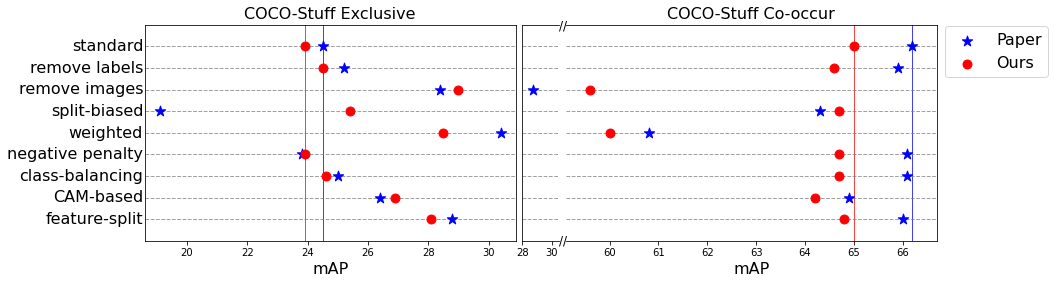 COCO-Stuff Exclusive
COCO-Stuff Co-occur
standard
remove labels
remove images
split-biased
weighted
negative penalty
class-balancing
CAM-based
feature-split
20 22 24 26 28 30
28 30 60 61 62 63 64 65 66
mAP
mAP
Paper
Ours